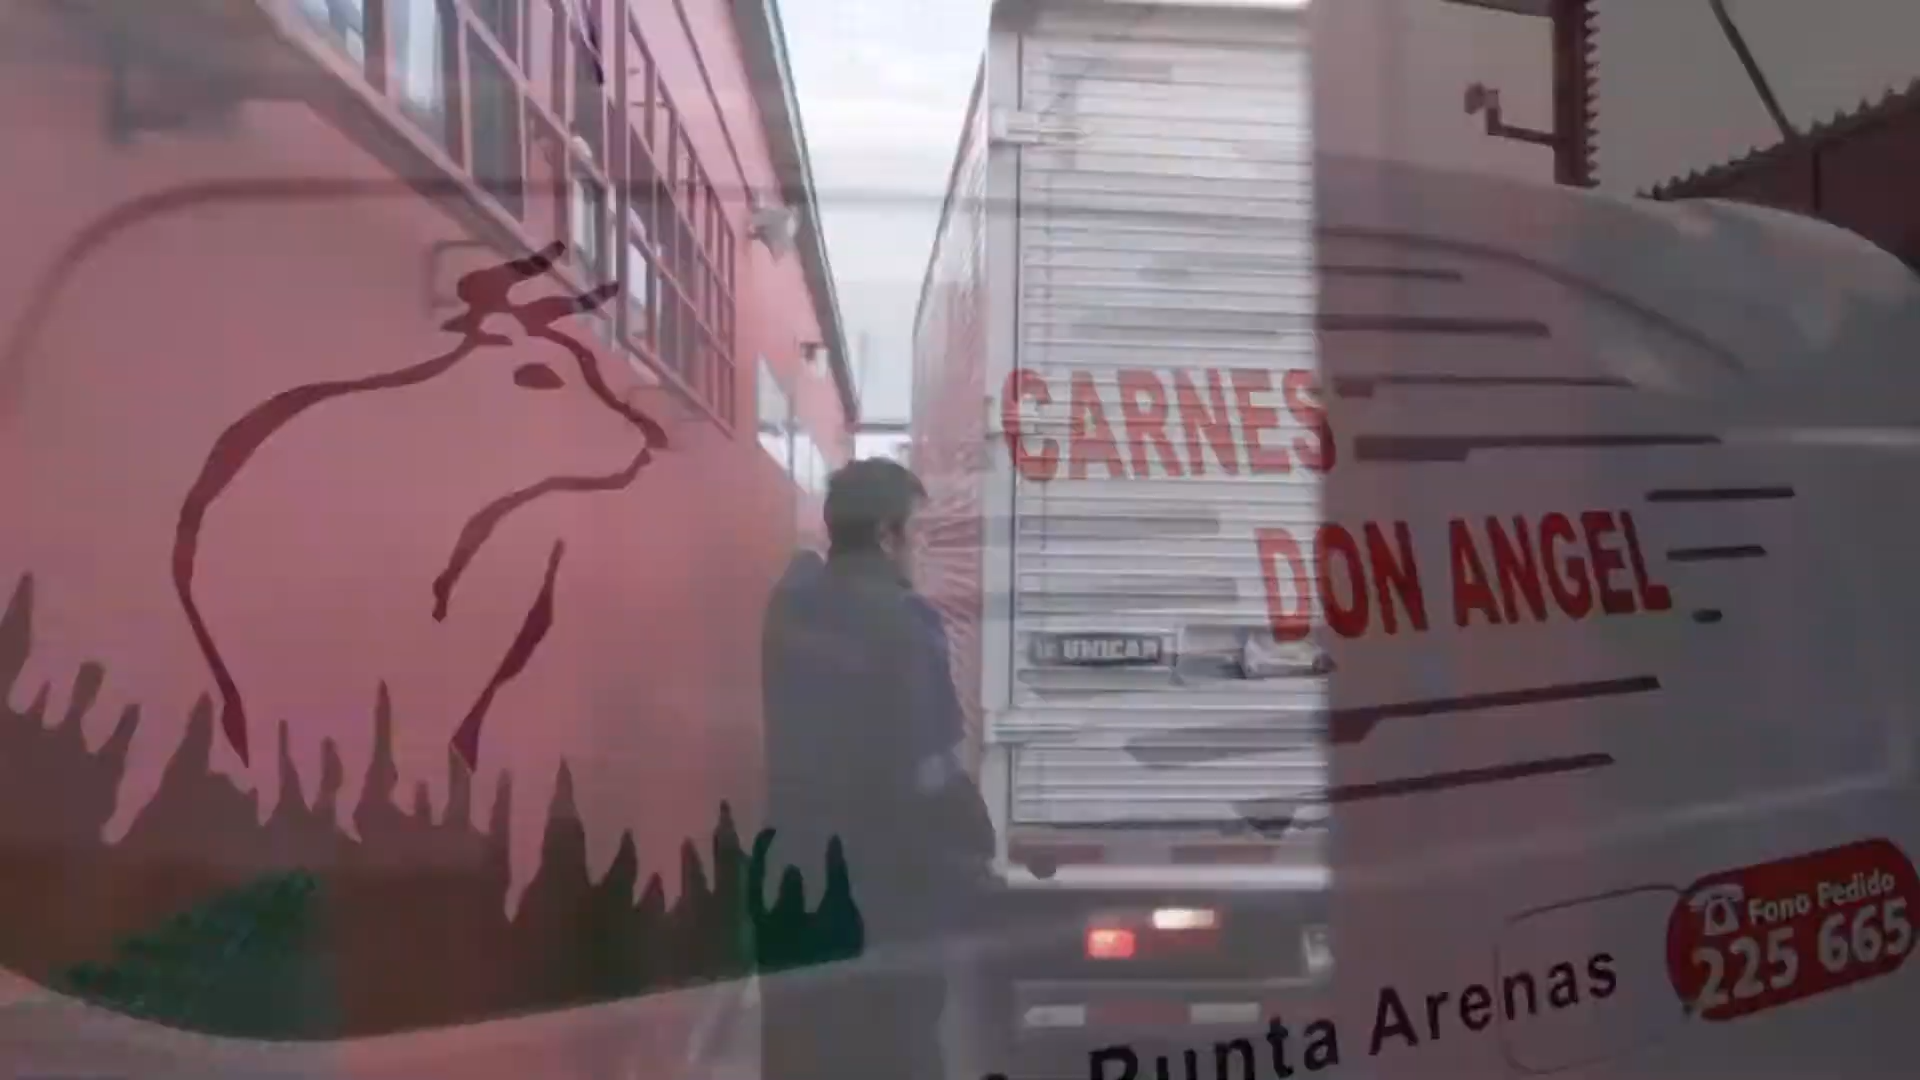 CARNES
DON ANGEL
UNICAR
Fono Pedido
225 665
Punta Arenas